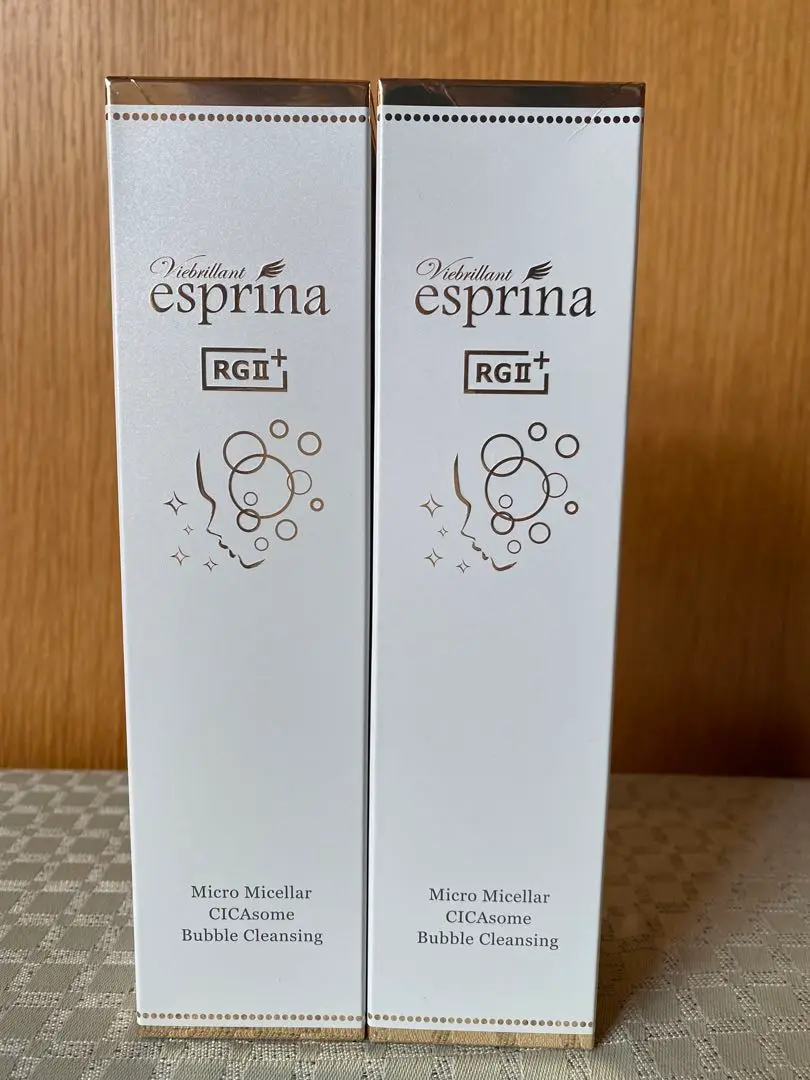 Viebrillant
esprina
RGII+
Micro Micellar
CICAsome
Bubble Cleansing
Viebrillant
esprina
RGII+
Micro Micellar
CICAsome
Bubble Cleansing